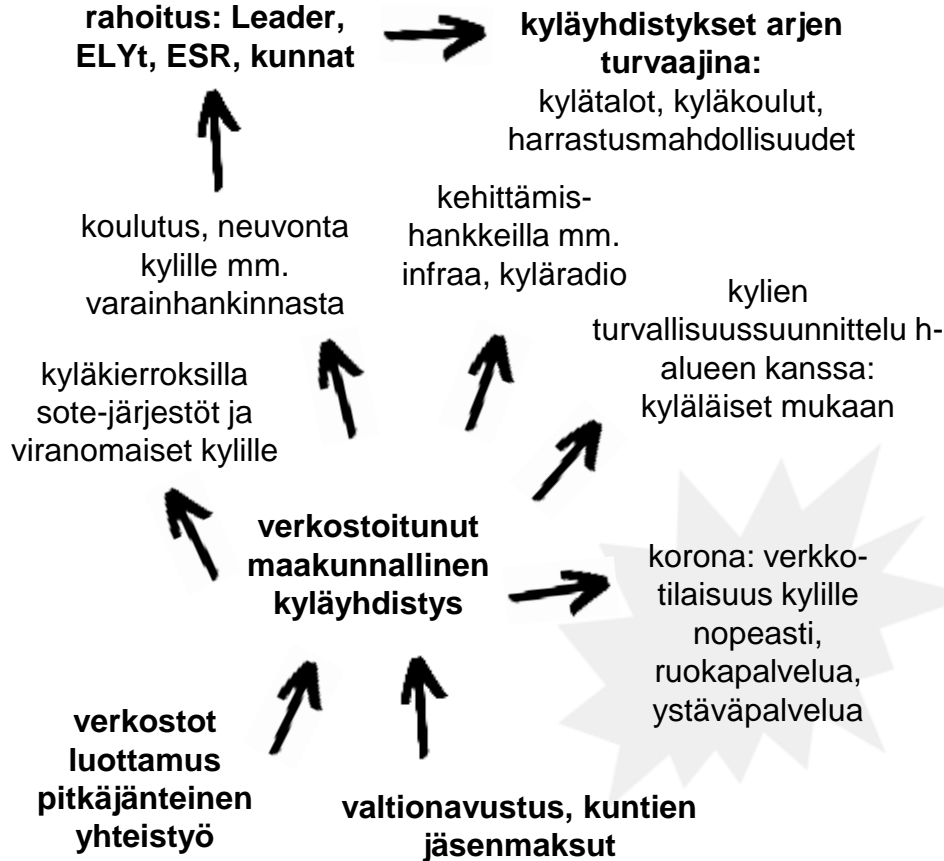 rahoitus: Leader,
ELYt, ESR, kunnat
kyläyhdistykset arjen
turvaajina:
kylätalot, kyläkoulut,
harrastusmahdollisuudet
koulutus, neuvonta
kylille mm.
varainhankinnasta
kehittämis-
hankkeilla mm.
infraa, kyläradio
kylien
turvallisuussuunnittelu h-
alueen kanssa:
kyläläiset mukaan
kyläkierroksilla
sote-järjestöt ja
viranomaiset kylille
verkostoitunut
maakunnallinen
kyläyhdistys
korona: verkko-
tilaisuus kylille
nopeasti,
ruokapalvelua,
ystäväpalvelua
verkostot
luottamus
pitkäjänteinen
yhteistyö
valtionavustus, kuntien
jäsenmaksut